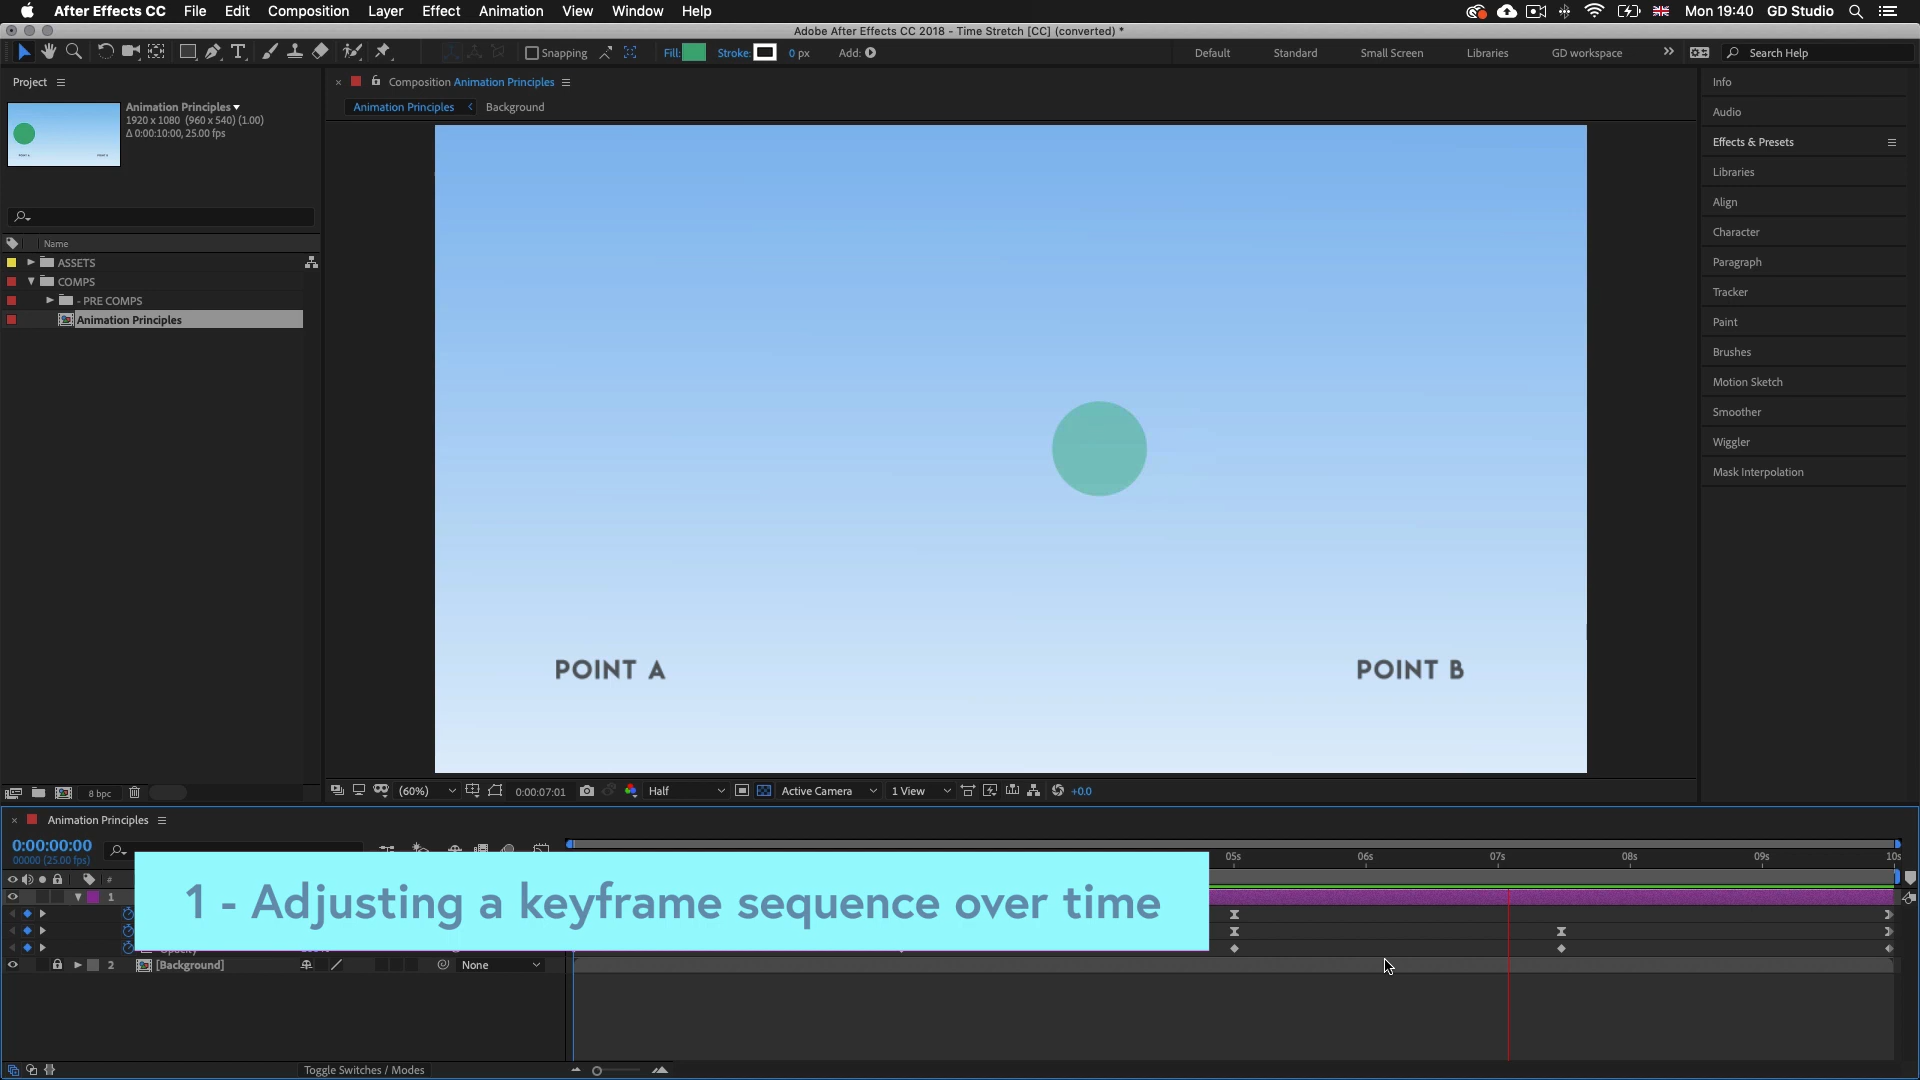 After Effects CC File Edit Composition Layer Effect Animation View Window Help Mon 19:40 GD Studio
Adobe After Effects CC 2018 - Time Stretch [CC] (converted) *
Snapping Fill: Stroke: 0 px Add: Default Standard Small Screen Libraries GD workspace Search Help
Project
Composition Animation Principles
Info
Animation Principles
1920 x 1080 (960 x 540) (1.00)
Δ 0:00:10:00, 25.00 fps
Animation Principles Background
Audio
Effects & Presets
Libraries
Align
Character
Paragraph
Tracker
Paint
Brushes
Motion Sketch
Smoother
Wiggler
Mask Interpolation
Name
ASSETS
COMPS
- PRE COMPS
Animation Principles
POINT A
POINT B
8 bpc
(60%) 0:00:07:01 Half Active Camera 1 View +0.0
Animation Principles
0:00:00:00
00000 (25.00 fps)
05s 06s 07s 08s 09s 10s
#
1
1 - Adjusting a keyframe sequence over time
2 [Background] None
Toggle Switches / Modes